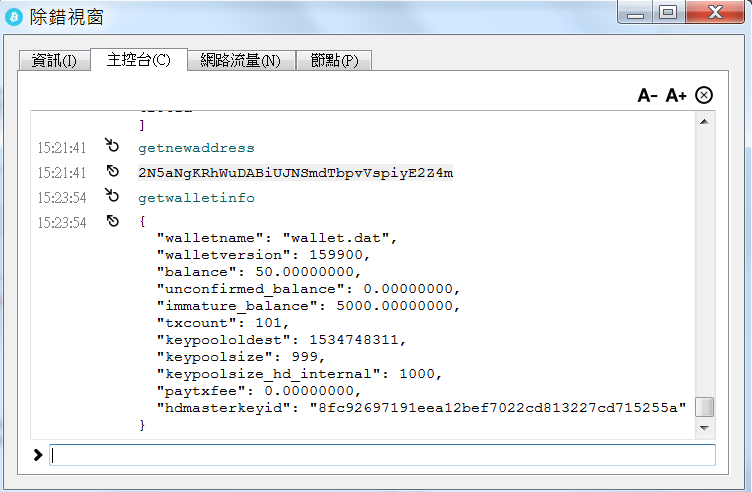 除錯視窗
資訊(I) 主控台(C) 網路流量(N) 節點(P)
A- A+
]
15:21:41 getnewaddress
15:21:41 2N5aNgKRhWuDABiUJNSmdTbpvVspiyE2Z4m
15:23:54 getwalletinfo
15:23:54 {
"walletname": "wallet.dat",
"walletversion": 159900,
"balance": 50.00000000,
"unconfirmed_balance": 0.00000000,
"immature_balance": 5000.00000000,
"txcount": 101,
"keypoololdest": 1534748311,
"keypoolsize": 999,
"keypoolsize_hd_internal": 1000,
"paytxfee": 0.00000000,
"hdmasterkeyid": "8fc92697191eea12bef7022cd813227cd715255a"
}